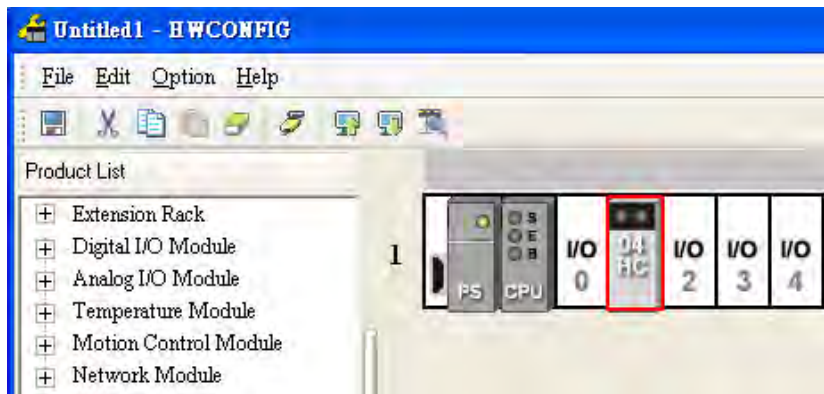 Untitled1 - HWCONFIG
File Edit Option Help
Product List
Extension Rack
Digital I/O Module
Analog I/O Module
Temperature Module
Motion Control Module
Network Module
1
PS
CPU
S
E
B
I/O
0
04
HC
I/O
2
I/O
3
I/O
4